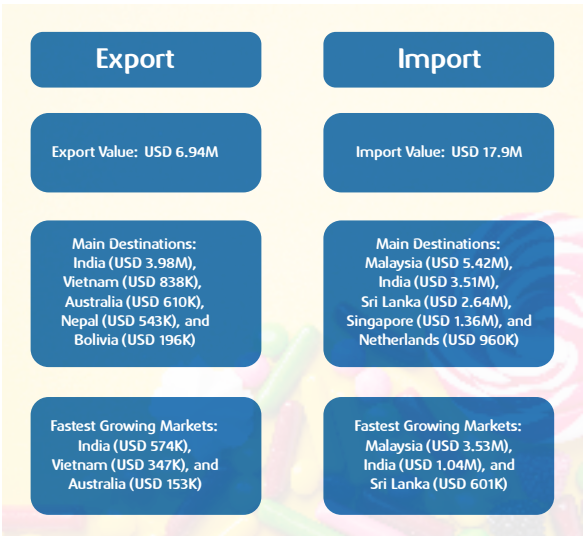 Export
Import
Export Value: USD 6.94M
Import Value: USD 17.9M
Main Destinations:
India (USD 3.98M),
Vietnam (USD 838K),
Australia (USD 610K),
Nepal (USD 543K), and
Bolivia (USD 196K)
Main Destinations:
Malaysia (USD 5.42M),
India (USD 3.51M),
Sri Lanka (USD 2.64M),
Singapore (USD 1.36M), and
Netherlands (USD 960K)
Fastest Growing Markets:
India (USD 574K),
Vietnam (USD 347K), and
Australia (USD 153K)
Fastest Growing Markets:
Malaysia (USD 3.53M),
India (USD 1.04M), and
Sri Lanka (USD 601K)